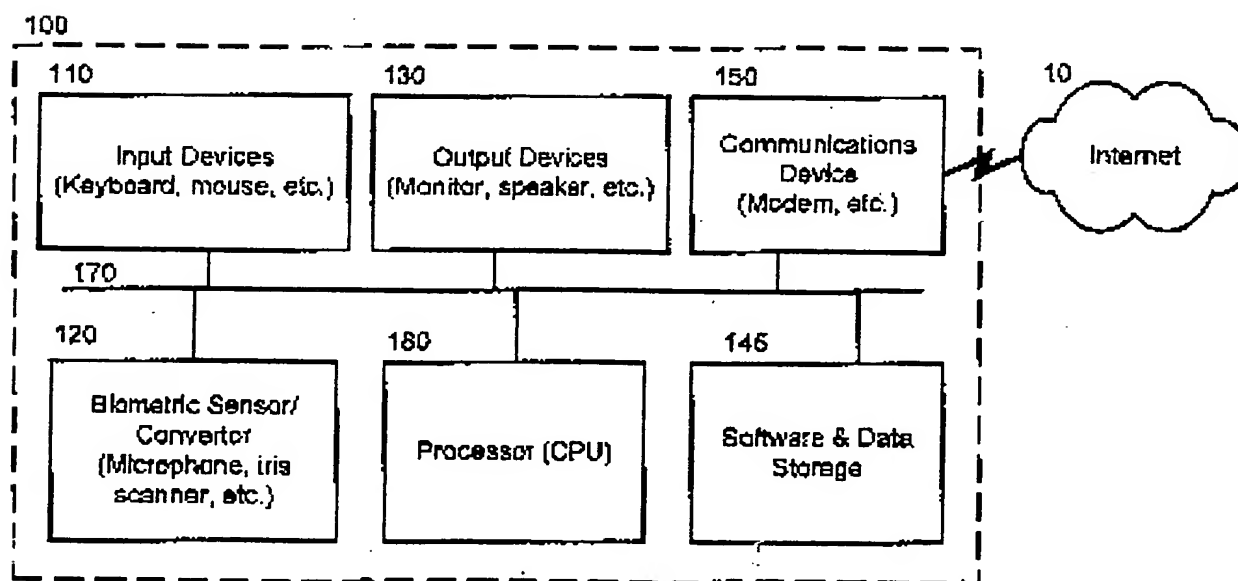 100
110
130
150
10
Input Devices
(Keyboard, mouse, etc.)
Output Devices
(Monitor, speaker, etc.)
Communications
Device
(Modem, etc.)
Internet
170
120
180
145
Biometric Sensor/
Convertor
(Microphone, iris
scanner, etc.)
Processor (CPU)
Software & Data
Storage